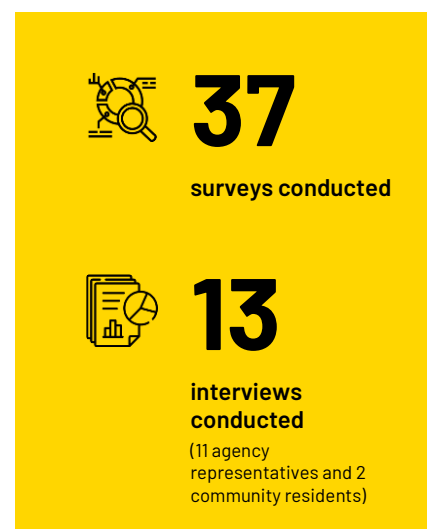 37
surveys conducted
13
interviews
conducted
(11 agency
representatives and 2
community residents)